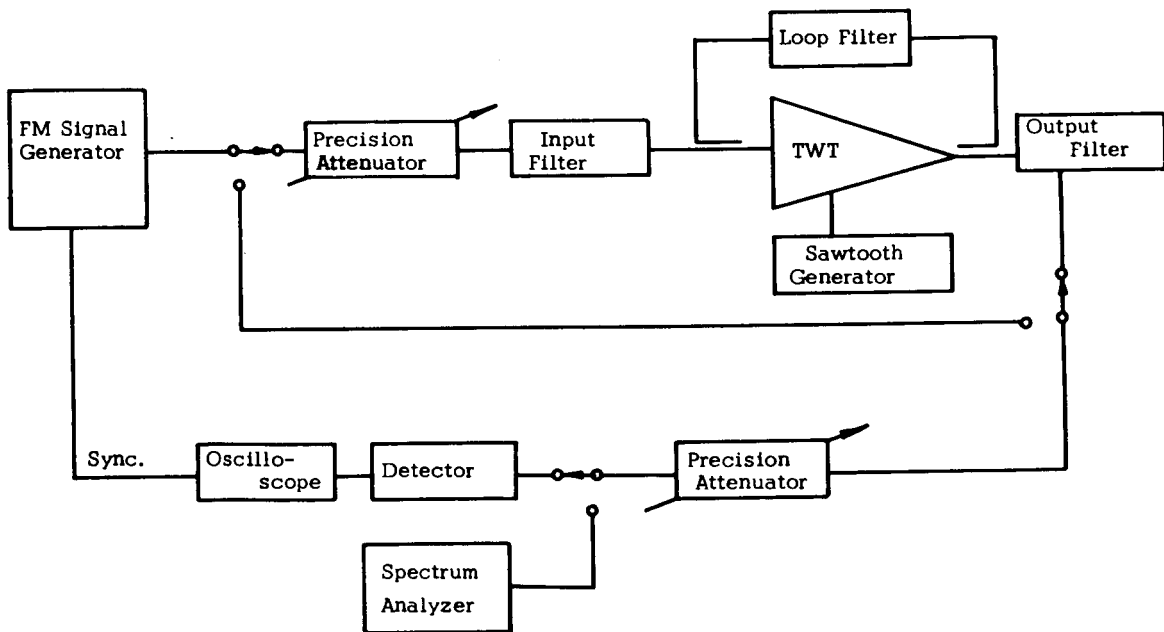 Loop Filter
FM Signal
Generator
Precision
Attenuator
Input
Filter
TWT
Output
Filter
Sawtooth
Generator
Sync.
Oscillo-
scope
Detector
Precision
Attenuator
Spectrum
Analyzer